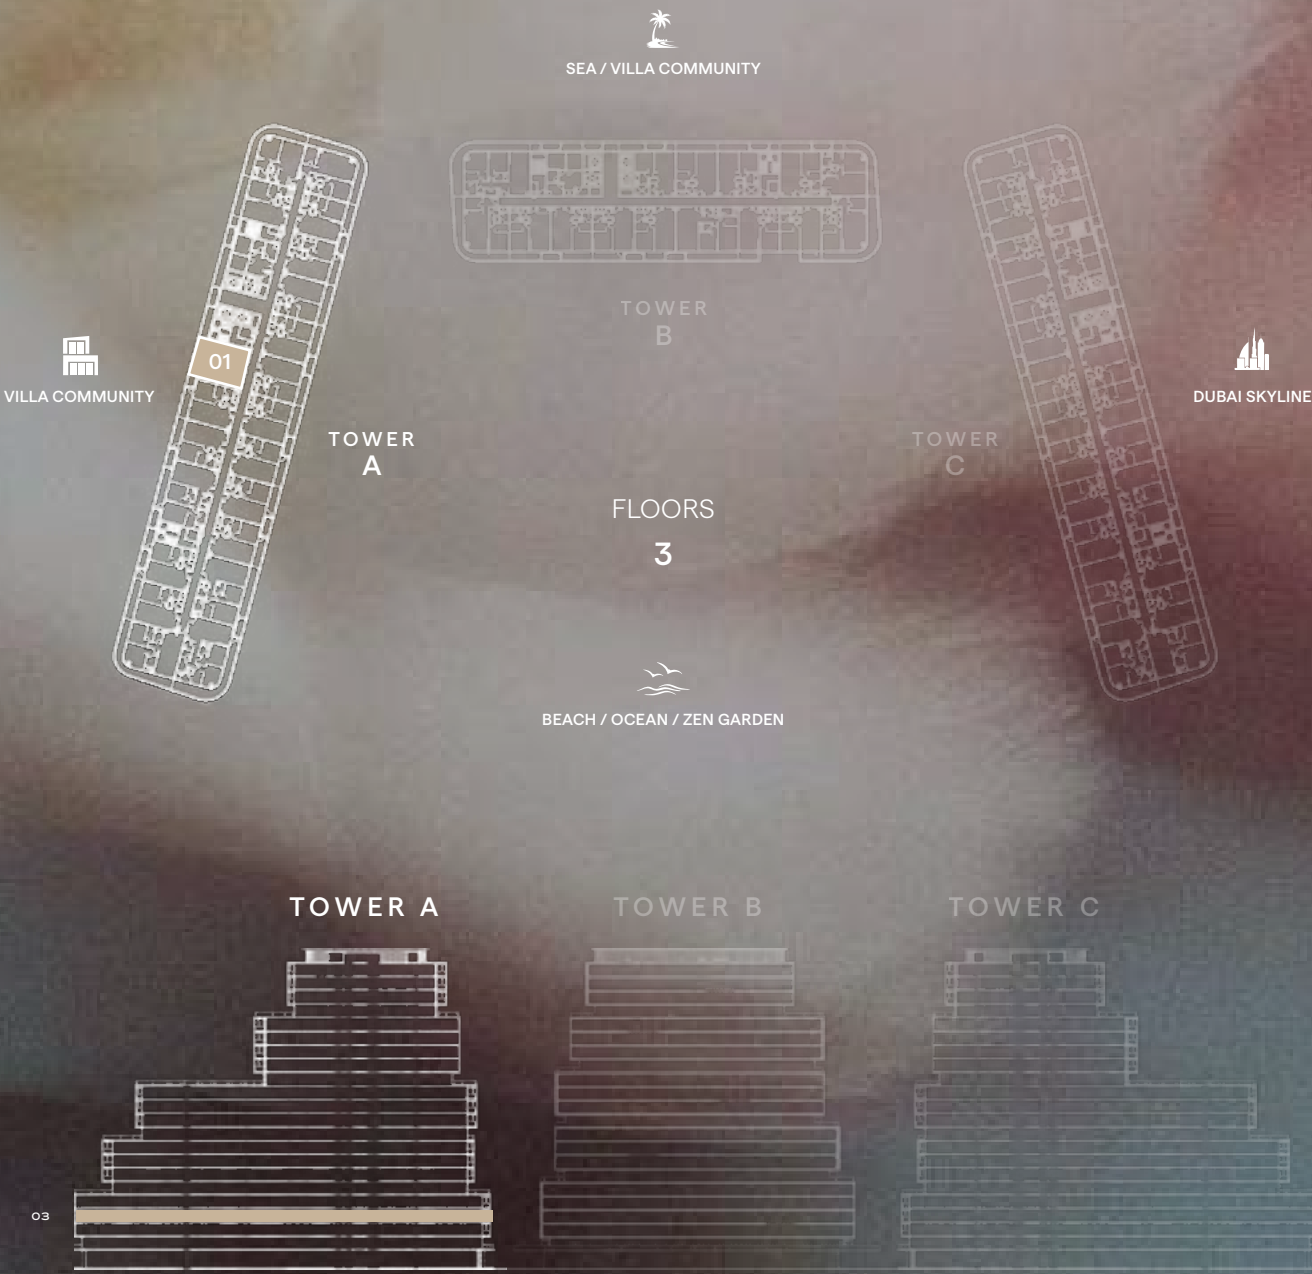 SEA / VILLA COMMUNITY
TOWER
B
01
VILLA COMMUNITY
DUBAI SKYLINE
TOWER
A
TOWER
C
FLOORS
3
BEACH / OCEAN / ZEN GARDEN
TOWER A
TOWER B
TOWER C
03